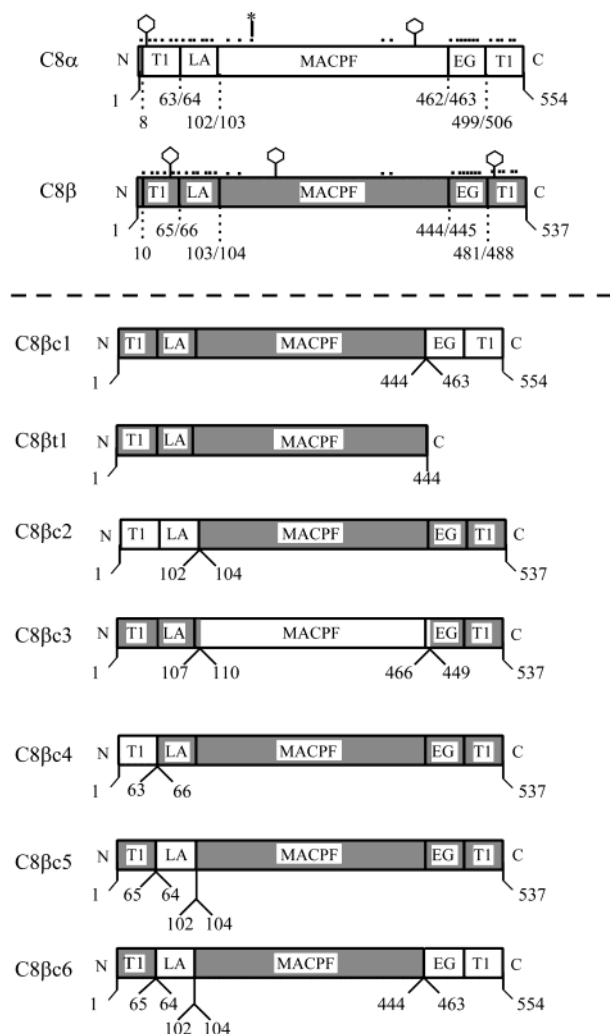 *
C8α N T1 LA MACPF EG T1 C
1 63/64 462/463 554
8 102/103 499/506
C8β N T1 LA MACPF EG T1 C
1 65/66 444/445 537
10 103/104 481/488
C8βc1 N T1 LA MACPF EG T1 C
1 444 463 554
C8βt1 N T1 LA MACPF C
1 444
C8βc2 N T1 LA MACPF EG T1 C
1 102 104 537
C8βc3 N T1 LA MACPF EG T1 C
1 107 110 466 449 537
C8βc4 N T1 LA MACPF EG T1 C
1 63 66 537
C8βc5 N T1 LA MACPF EG T1 C
1 65 64 537
102 104
C8βc6 N T1 LA MACPF EG T1 C
1 65 64 444 463 554
102 104